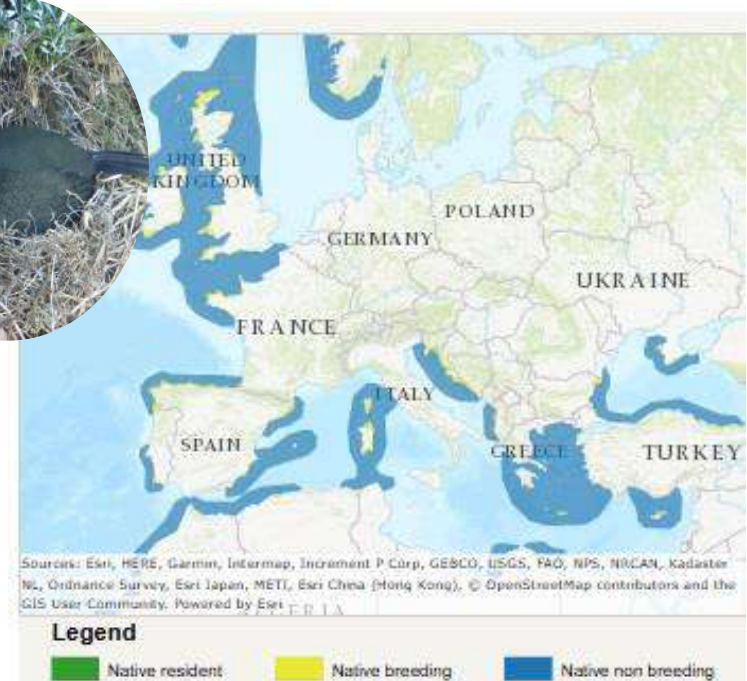 UNITED
KINGDOM
POLAND
GERMANY
UKRAINE
FRANCE
ITALY
SPAIN
GREECE
TURKEY
Sources: Esri, HERE, Garmin, Intermap, Increment P Corp, GEBCO, USGS, FAO, NPS, NRCAN, Kadaster
NL, Ordnance Survey, Esri Japan, METI, Esri China (Hong Kong), © OpenStreetMap contributors and the
GIS User Community. Powered by Esri
Legend
Native resident
Native breeding
Native non breeding